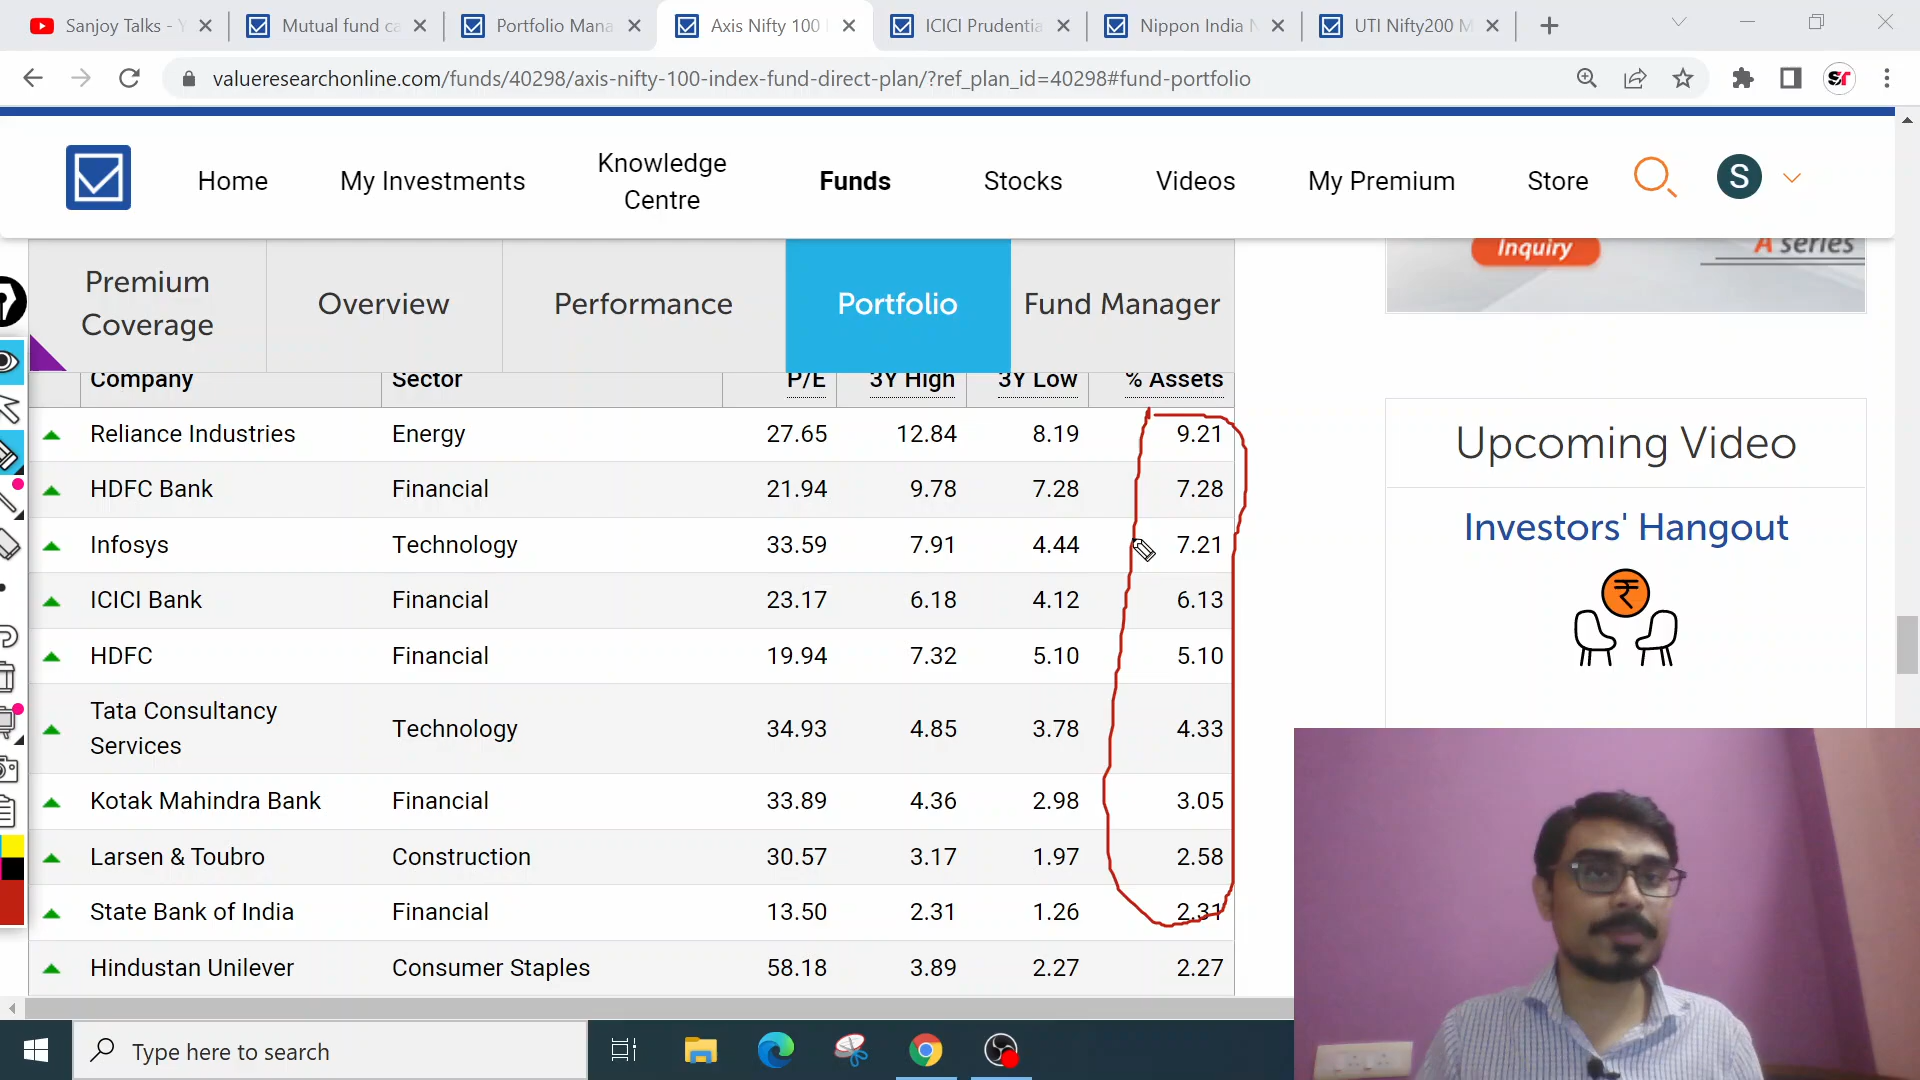 Sanjoy Talks - Y
Mutual fund ca
Portfolio Mana
Axis Nifty 100
ICICI Prudentia
Nippon India N
UTI Nifty200 M
valueresearchonline.com/funds/40298/axis-nifty-100-index-fund-direct-plan/?ref_plan_id=40298#fund-portfolio
Home
My Investments
Knowledge
Centre
Funds
Stocks
Videos
My Premium
Store
S
Premium
Coverage
Overview
Performance
Portfolio
Fund Manager
Inquiry
A series
Company Sector P/E 3Y High 3Y Low % Assets
Reliance Industries Energy 27.65 12.84 8.19 9.21
HDFC Bank Financial 21.94 9.78 7.28 7.28
Infosys Technology 33.59 7.91 4.44 7.21
ICICI Bank Financial 23.17 6.18 4.12 6.13
HDFC Financial 19.94 7.32 5.10 5.10
Tata Consultancy
Services Technology 34.93 4.85 3.78 4.33
Kotak Mahindra Bank Financial 33.89 4.36 2.98 3.05
Larsen & Toubro Construction 30.57 3.17 1.97 2.58
State Bank of India Financial 13.50 2.31 1.26 2.31
Hindustan Unilever Consumer Staples 58.18 3.89 2.27 2.27
Upcoming Video
Investors' Hangout
₹
Type here to search